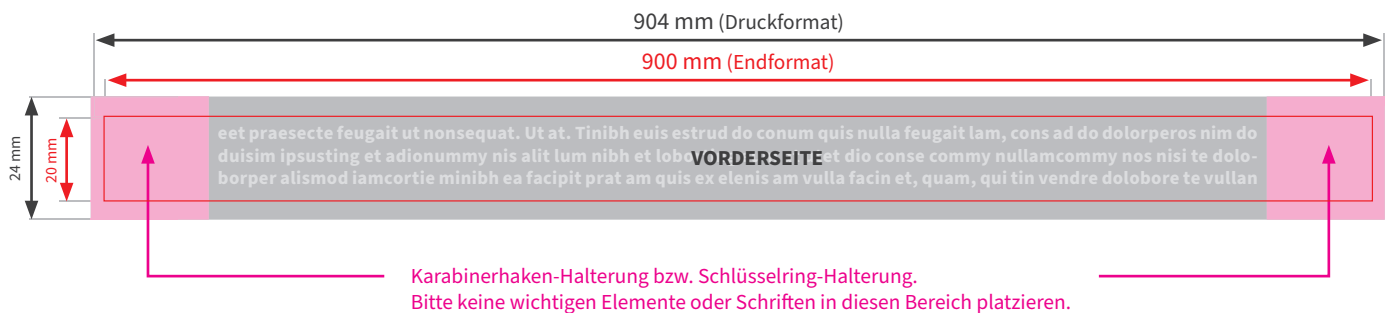 904 mm (Druckformat)
900 mm (Endformat)
24 mm
20 mm
eet praesecte feugait ut nonsequat. Ut at. Tinibh euis estrud do conum quis nulla feugait lam, cons ad do dolorperos nim do
duisim ipsusting et adionummy nis alit lum nibh et lobo VORDERSEITE et dio conse commy nullamcommy nos nisi te dolo-
borper alismod iamcortie minibh ea facipit prat am quis ex elenis am vulla facin et, quam, qui tin vendre dolobore te vullan
Karabinerhaken-Halterung bzw. Schlüsselring-Halterung.
Bitte keine wichtigen Elemente oder Schriften in diesen Bereich platzieren.